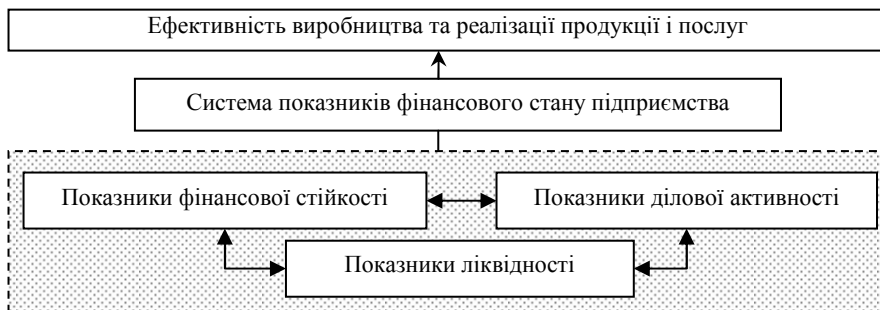 Ефективність виробництва та реалізації продукції і послуг
Система показників фінансового стану підприємства
Показники фінансової стійкості
Показники ділової активності
Показники ліквідності